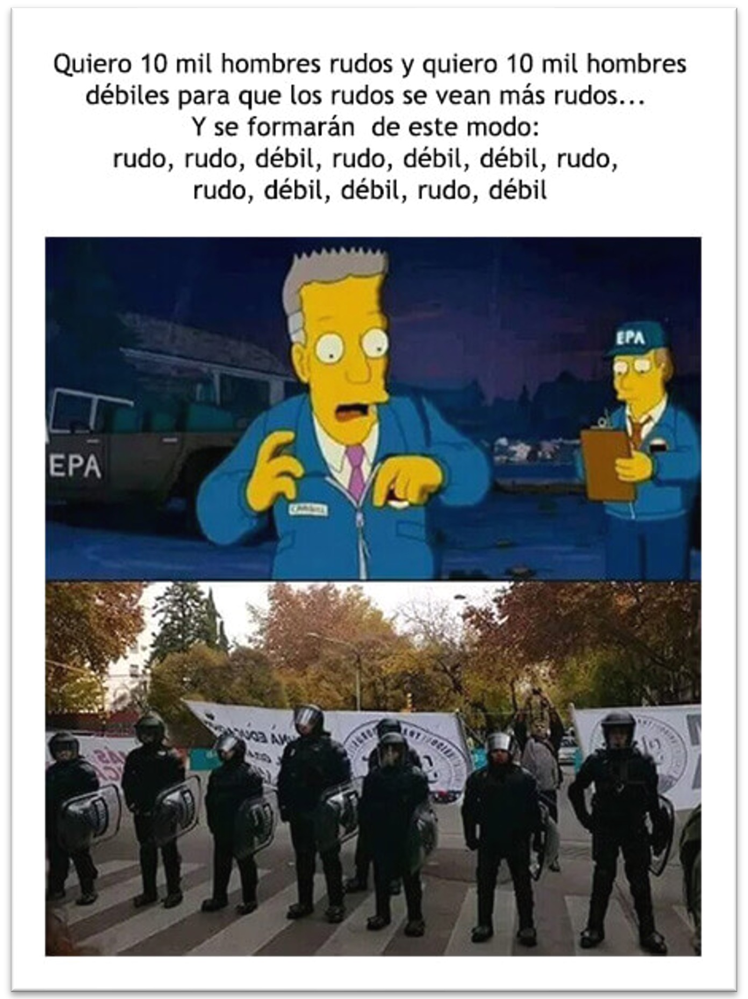 Quiero 10 mil hombres rudos y quiero 10 mil hombres
débiles para que los rudos se vean más rudos...
Y se formarán de este modo:
rudo, rudo, débil, rudo, débil, débil, rudo,
rudo, débil, débil, rudo, débil
EPA
EPA